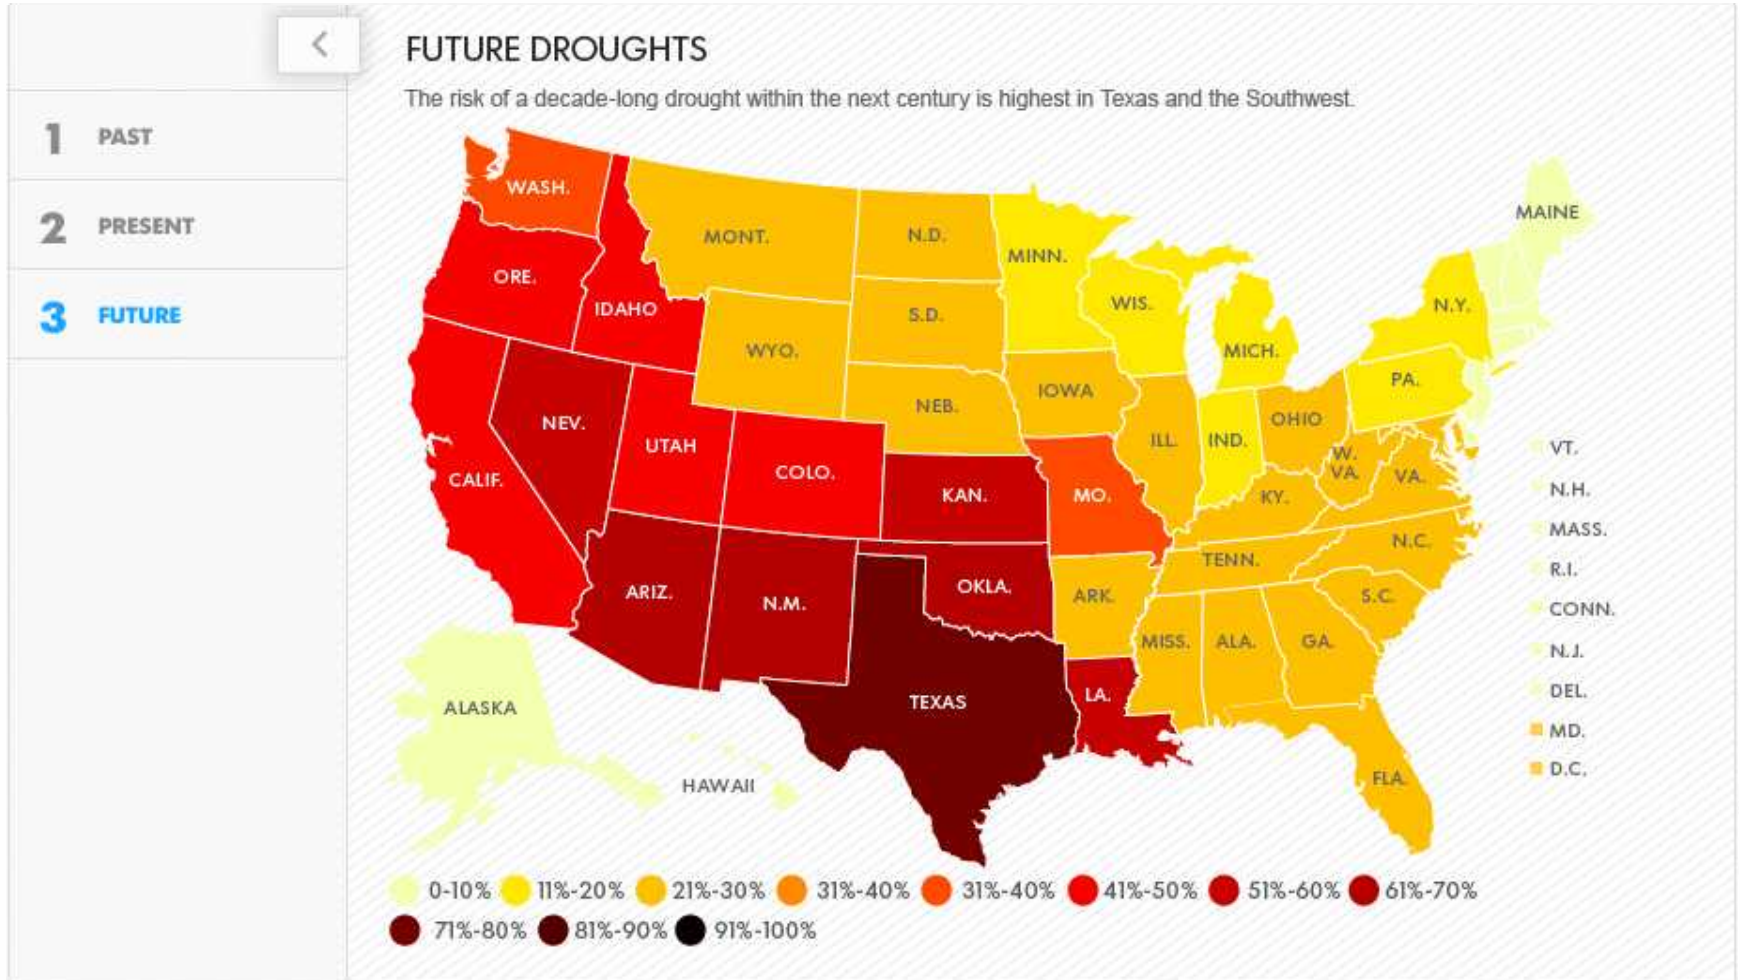 FUTURE DROUGHTS
The risk of a decade-long drought within the next century is highest in Texas and the Southwest.
1 PAST
2 PRESENT
3 FUTURE
WASH.
MAINE
MONT.
N.D.
MINN.
ORE.
IDAHO
WIS.
N.Y.
S.D.
WYO.
MICH.
PA.
IOWA
NEB.
OHIO
NEV.
UTAH
ILL.
IND.
W.
VA.
VT.
COLO.
CALIF.
KAN.
MO.
KY.
VA.
N.H.
MASS.
N.C.
TENN.
R.I.
ARIZ.
N.M.
OKLA.
ARK.
S.C.
CONN.
MISS.
ALA.
GA.
N.J.
DEL.
TEXAS
LA.
ALASKA
MD.
HAWAII
FLA.
D.C.
0-10% 11%-20% 21%-30% 31%-40% 31%-40% 41%-50% 51%-60% 61%-70%
71%-80% 81%-90% 91%-100%